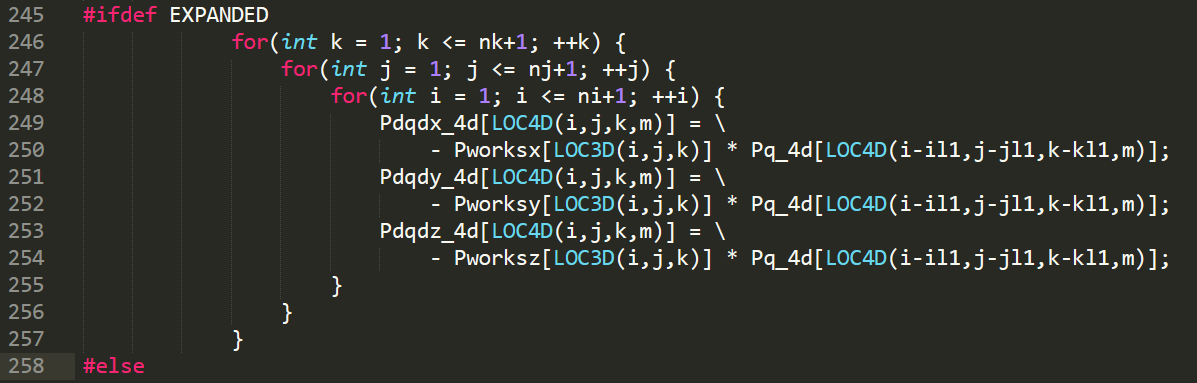 245 #ifdef EXPANDED
246 for(int k = 1; k <= nk+1; ++k) {
247 for(int j = 1; j <= nj+1; ++j) {
248 for(int i = 1; i <= ni+1; ++i) {
249 Pdqdx_4d[LOC4D(i,j,k,m)] = \
250 - Pworksx[LOC3D(i,j,k)] * Pq_4d[LOC4D(i-il1,j-jl1,k-kl1,m)];
251 Pdqdy_4d[LOC4D(i,j,k,m)] = \
252 - Pworksy[LOC3D(i,j,k)] * Pq_4d[LOC4D(i-il1,j-jl1,k-kl1,m)];
253 Pdqdz_4d[LOC4D(i,j,k,m)] = \
254 - Pworksz[LOC3D(i,j,k)] * Pq_4d[LOC4D(i-il1,j-jl1,k-kl1,m)];
255 }
256 }
257 }
258 #else